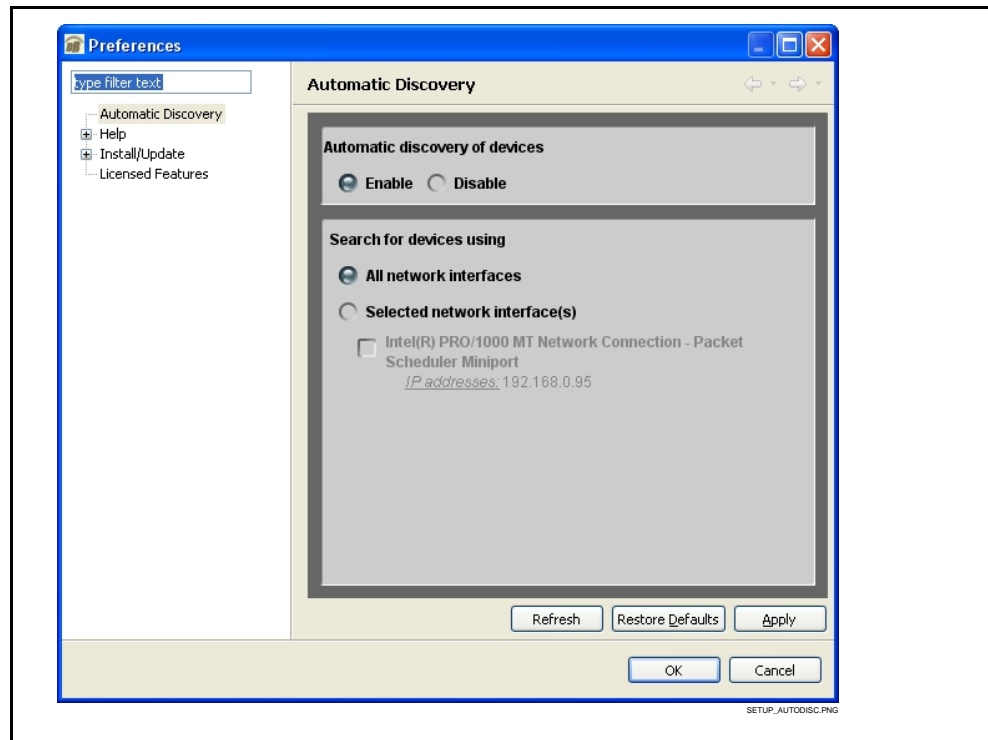 Preferences
type filter text
Automatic Discovery
Help
Install/Update
Licensed Features
Automatic Discovery
Automatic discovery of devices
Enable
Disable
Search for devices using
All network interfaces
Selected network interface(s)
Intel(R) PRO/1000 MT Network Connection - Packet
Scheduler Miniport
IP addresses: 192.168.0.95
Refresh
Restore Defaults
Apply
OK
Cancel
SETUP_AUTODISC.PNG